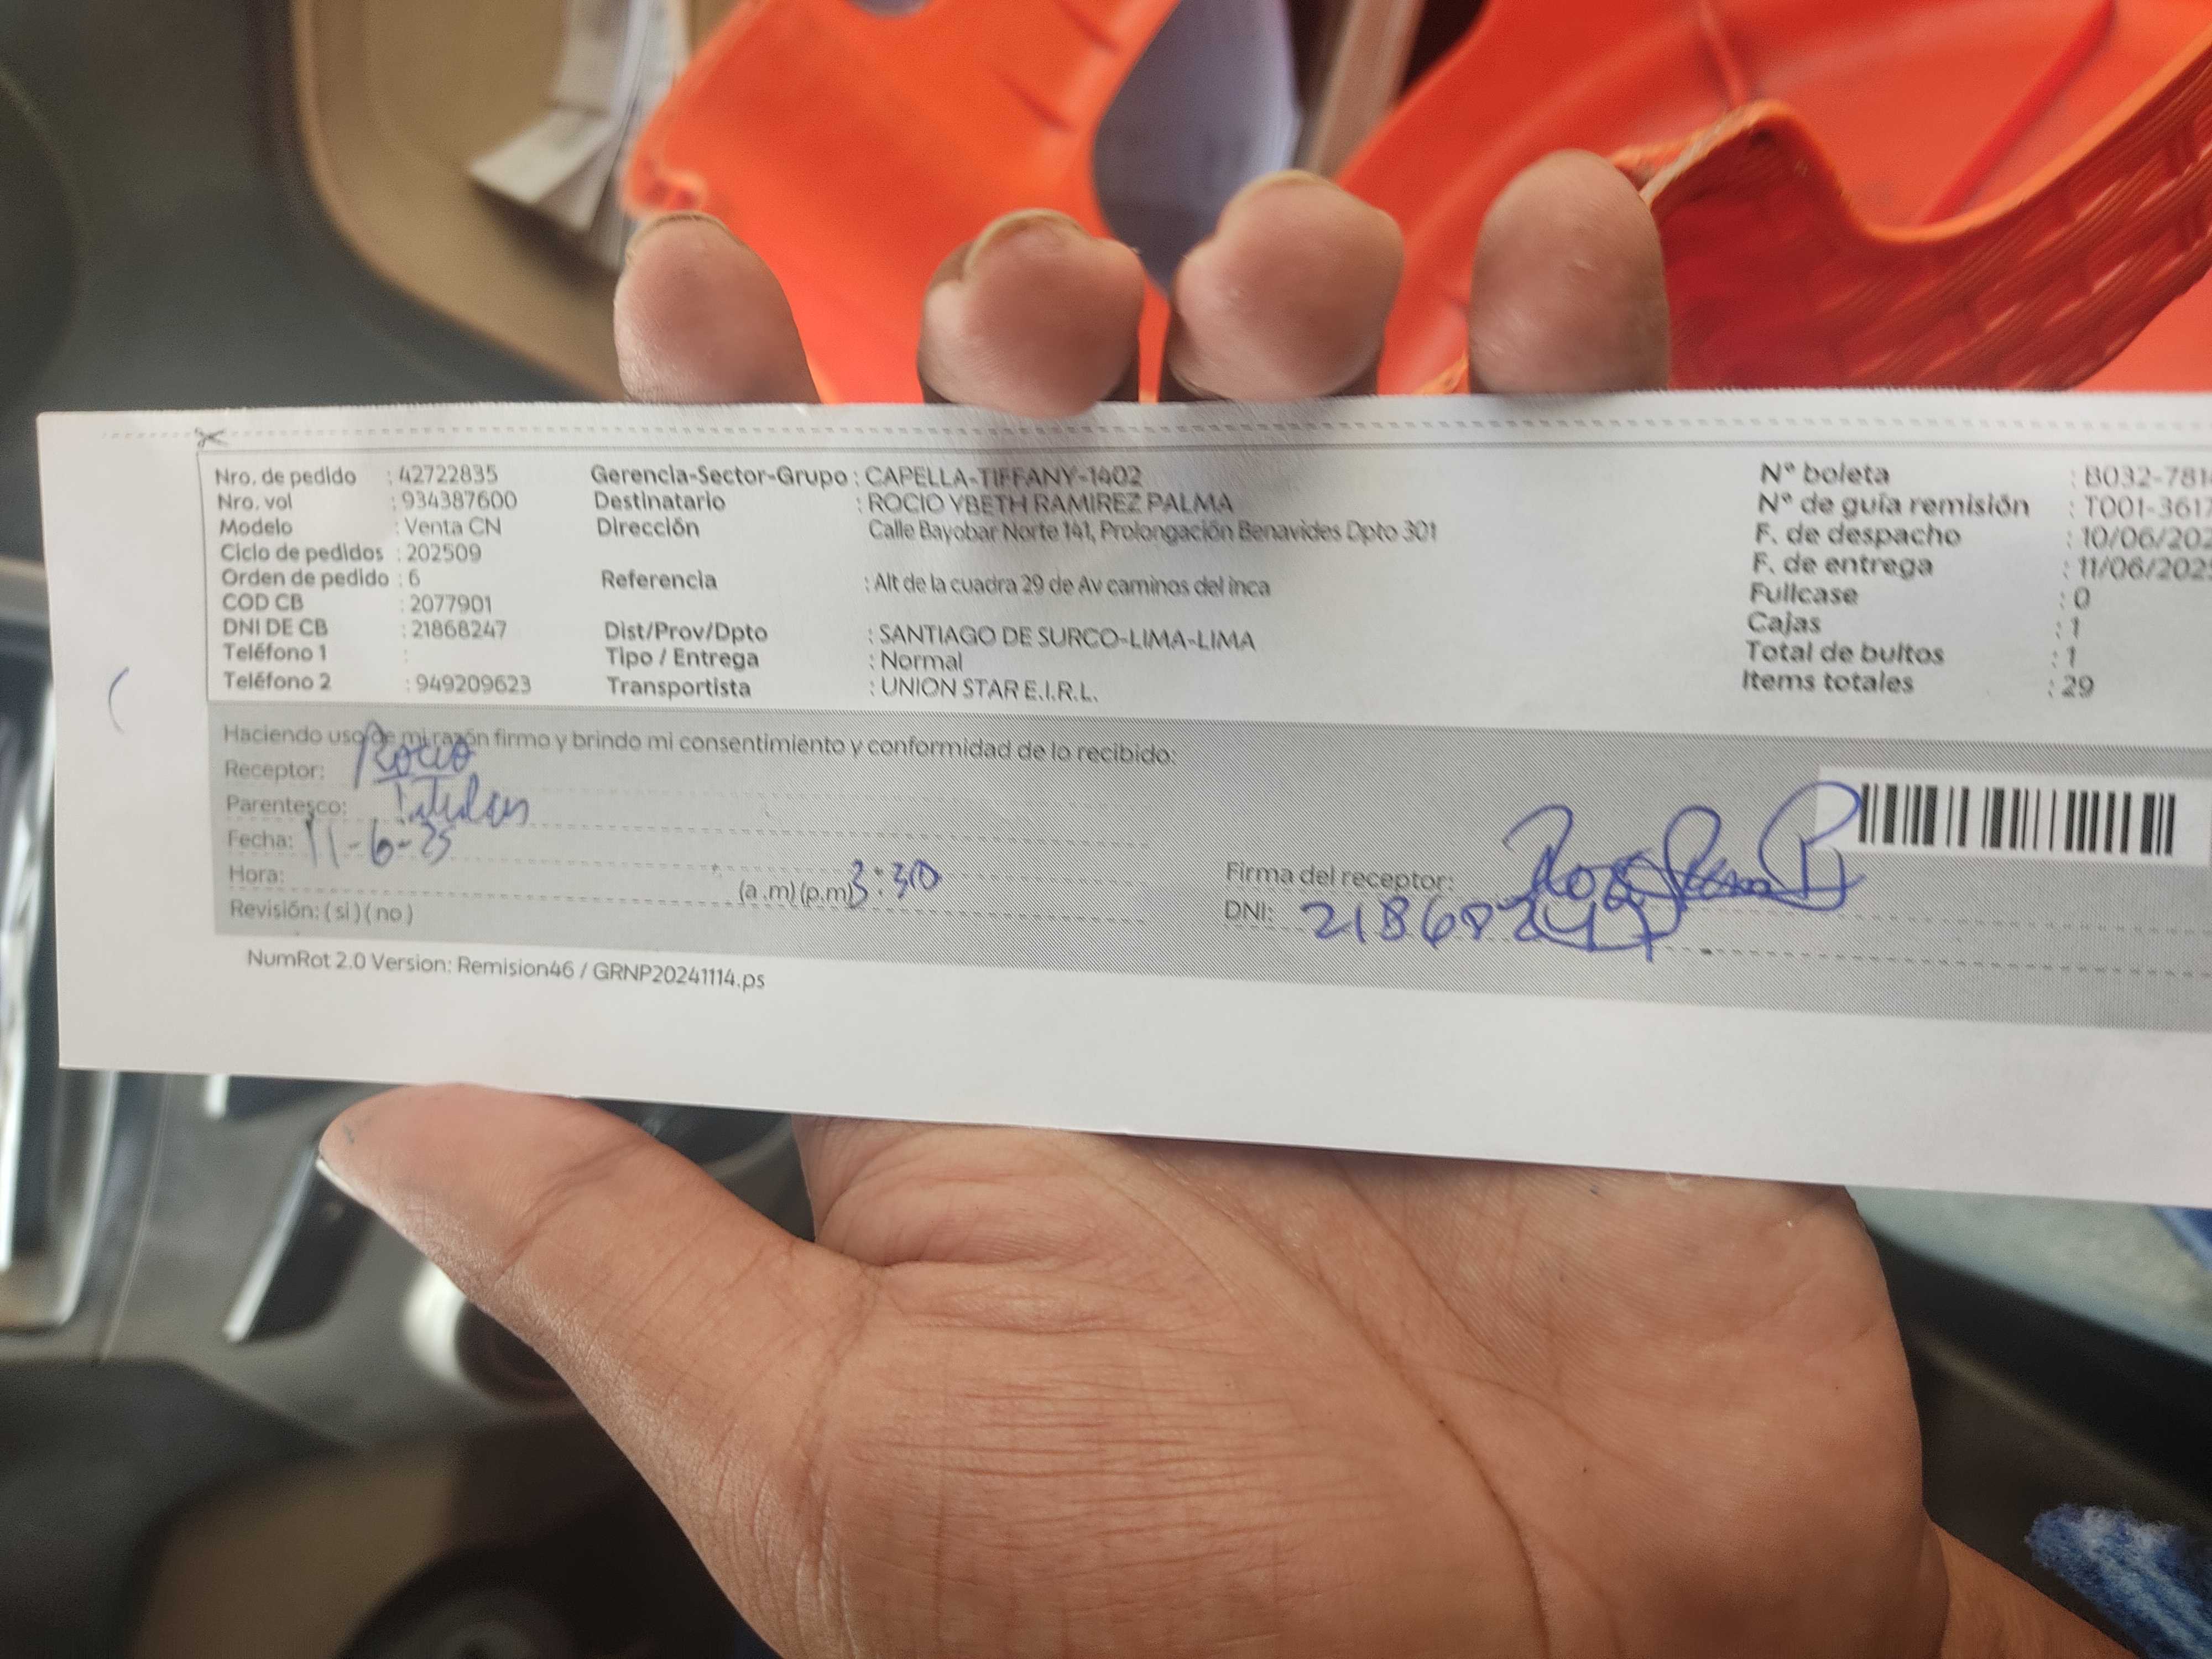 Nro. de pedido : 42722835 Gerencia-Sector-Grupo : CAPELLA-TIFFANY-1402 N° boleta : B032-781
Nro. vol : 934387600 Destinatario : ROCIO YBETH RAMIREZ PALMA N° de guía remisión : T001-3617
Modelo : Venta CN Dirección Calle Bayobar Norte 141, Prolongación Benavides Dpto 301 F. de despacho : 10/06/202
Ciclo de pedidos : 202509 F. de entrega : 11/06/2025
Orden de pedido : 6 Referencia : Alt de la cuadra 29 de Av caminos del inca Fullcase : 0
COD CB : 2077901 Cajas : 1
DNI DE CB : 21868247 Dist/Prov/Dpto : SANTIAGO DE SURCO-LIMA-LIMA Total de bultos : 1
Teléfono 1 : Tipo / Entrega : Normal Items totales : 29
Teléfono 2 : 949209623 Transportista : UNION STAR E.I.R.L.
Haciendo uso de mi razón firmo y brindo mi consentimiento y conformidad de lo recibido:
Receptor: Rocio
Parentesco: Titular
Fecha: 11-6-25
Hora: (a.m)(p.m) 3:30 Firma del receptor:
Revisión: (si)(no) DNI: 21868247
NumRot 2.0 Version: Remision46 / GRNP20241114.ps